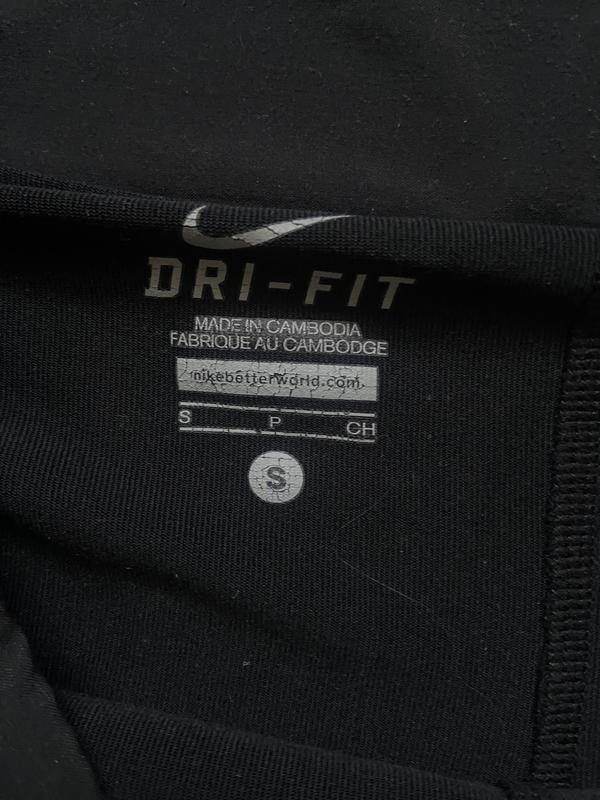 DRI-FIT
MADE IN CAMBODIA
FABRIQUE AU CAMBODGE
nikebetterworld.com
S P CH
S